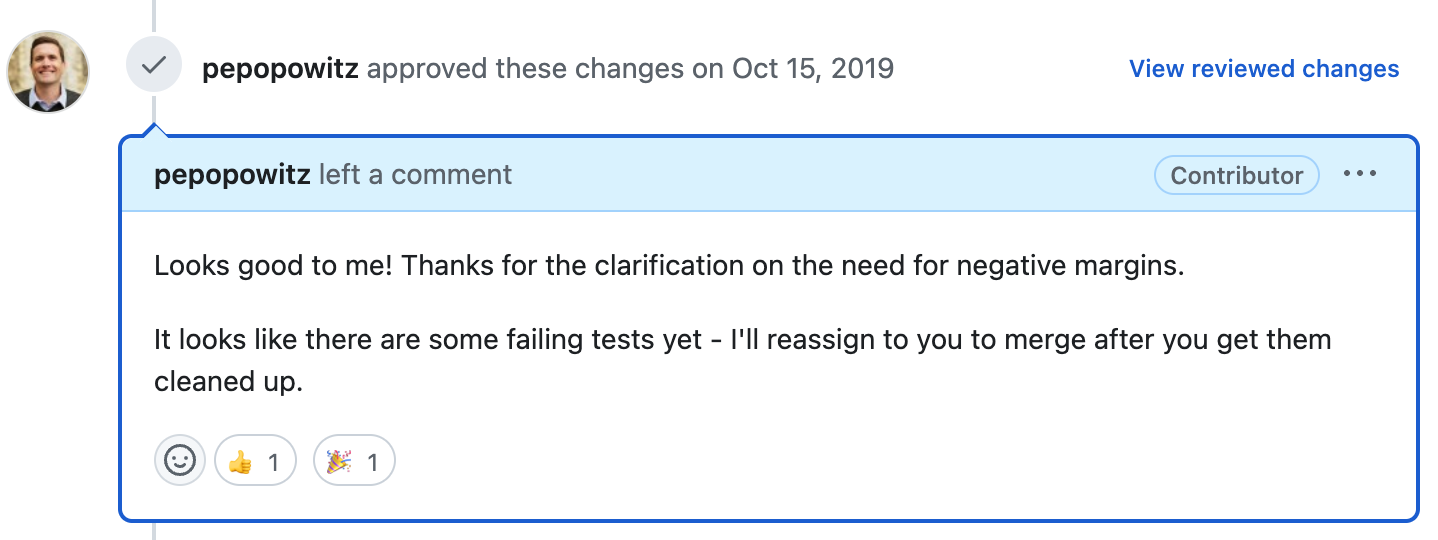 pepopowitz approved these changes on Oct 15, 2019 View reviewed changes
pepopowitz left a comment Contributor
Looks good to me! Thanks for the clarification on the need for negative margins.
It looks like there are some failing tests yet - I'll reassign to you to merge after you get them
cleaned up.
👍 1 🎉 1